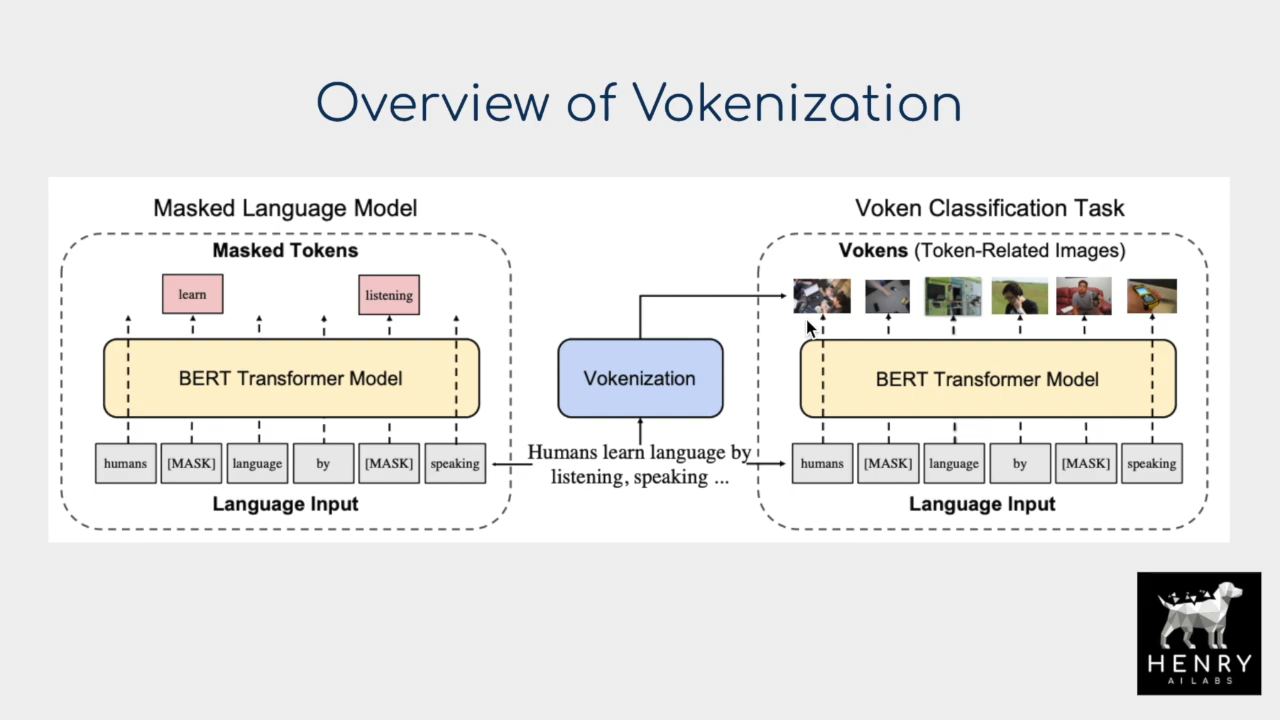 Overview of Vokenization
Masked Language Model
Masked Tokens
learn
listening
BERT Transformer Model
humans
[MASK]
language
by
[MASK]
speaking
Language Input
Vokenization
Humans learn language by
listening, speaking ...
Voken Classification Task
Vokens (Token-Related Images)
BERT Transformer Model
humans
[MASK]
language
by
[MASK]
speaking
Language Input
HENRY
AI LABS